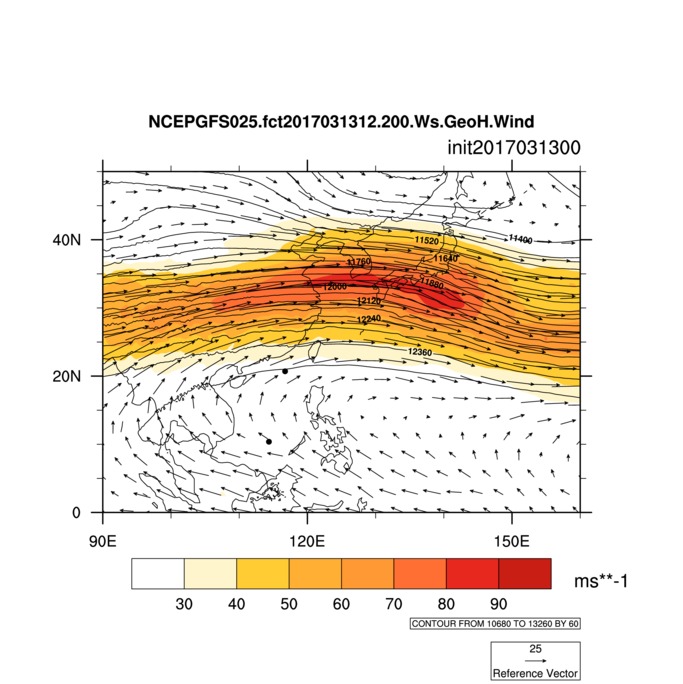 NCEPGFS025.fct2017031312.200.Ws.GeoH.Wind
init2017031300
40N
20N
0
11520
11400
11760
11640
12000
11880
12120
12240
12360
90E
120E
150E
30 40 50 60 70 80 90
ms**-1
CONTOUR FROM 10680 TO 13260 BY 60
25
Reference Vector